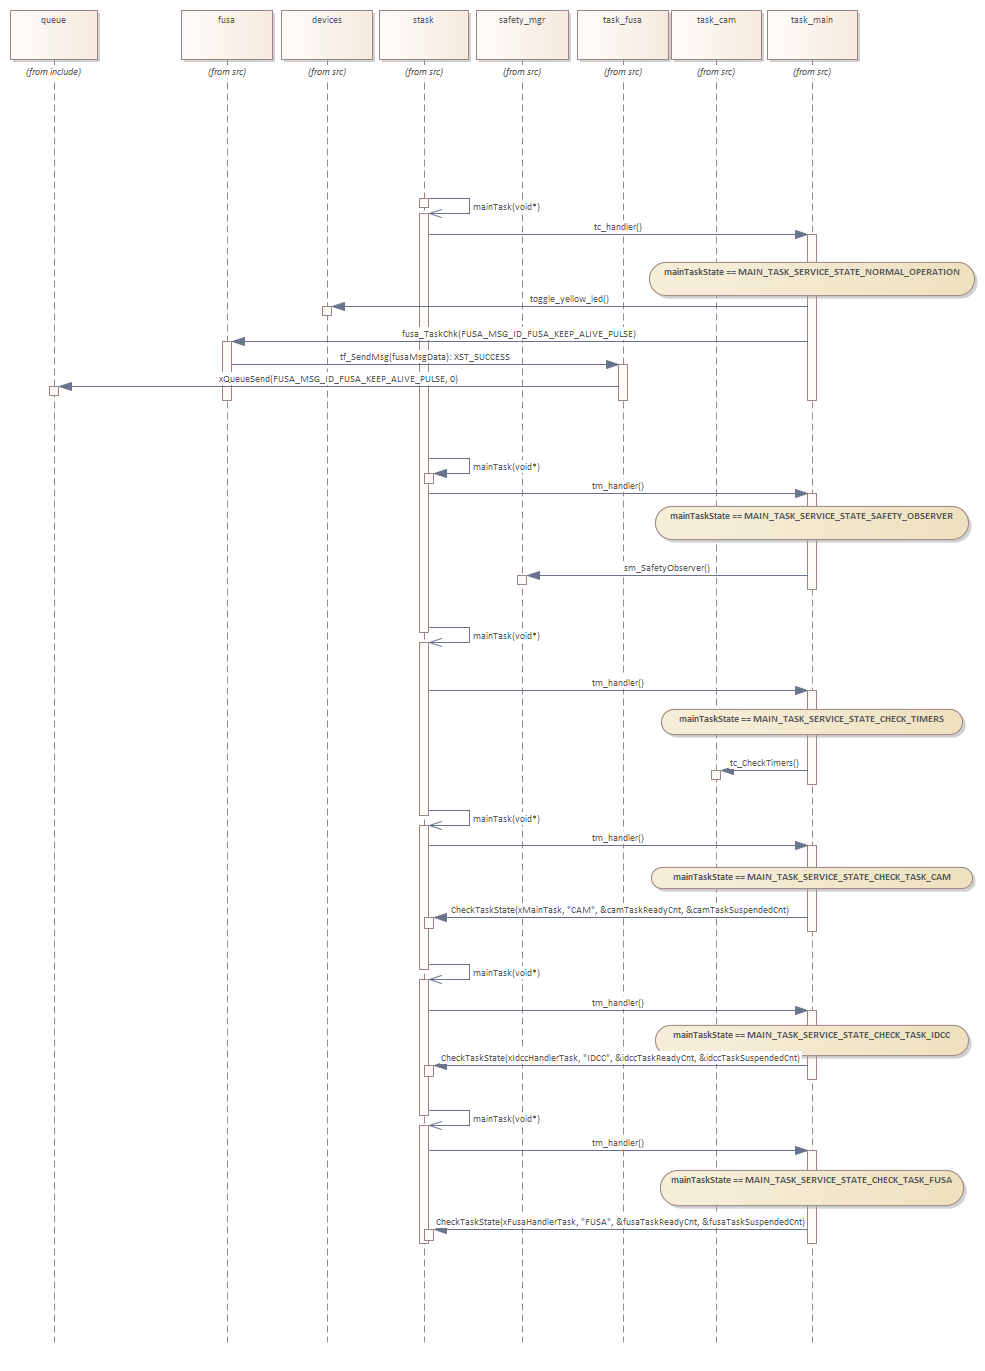 queue
fusa
devices
stask
safety_mgr
task_fusa
task_cam
task_main
(from include)
(from src)
(from src)
(from src)
(from src)
(from src)
(from src)
(from src)
mainTask(void*)
tc_handler()
mainTaskState == MAIN_TASK_SERVICE_STATE_NORMAL_OPERATION
toggle_yellow_led()
fusa_TaskChk(FUSA_MSG_ID_FUSA_KEEP_ALIVE_PULSE)
tf_SendMsg(fusaMsgData): XST_SUCCESS
xQueueSend(FUSA_MSG_ID_FUSA_KEEP_ALIVE_PULSE, 0)
mainTask(void*)
tm_handler()
mainTaskState == MAIN_TASK_SERVICE_STATE_SAFETY_OBSERVER
sm_SafetyObserver()
mainTask(void*)
tm_handler()
mainTaskState == MAIN_TASK_SERVICE_STATE_CHECK_TIMERS
tc_CheckTimers()
mainTask(void*)
tm_handler()
mainTaskState == MAIN_TASK_SERVICE_STATE_CHECK_TASK_CAM
CheckTaskState(xMainTask, "CAM", &camTaskReadyCnt, &camTaskSuspendedCnt)
mainTask(void*)
tm_handler()
mainTaskState == MAIN_TASK_SERVICE_STATE_CHECK_TASK_IDCC
CheckTaskState(xIdccHandlerTask, "IDCC", &idccTaskReadyCnt, &idccTaskSuspendedCnt)
mainTask(void*)
tm_handler()
mainTaskState == MAIN_TASK_SERVICE_STATE_CHECK_TASK_FUSA
CheckTaskState(xFusaHandlerTask, "FUSA", &fusaTaskReadyCnt, &fusaTaskSuspendedCnt)